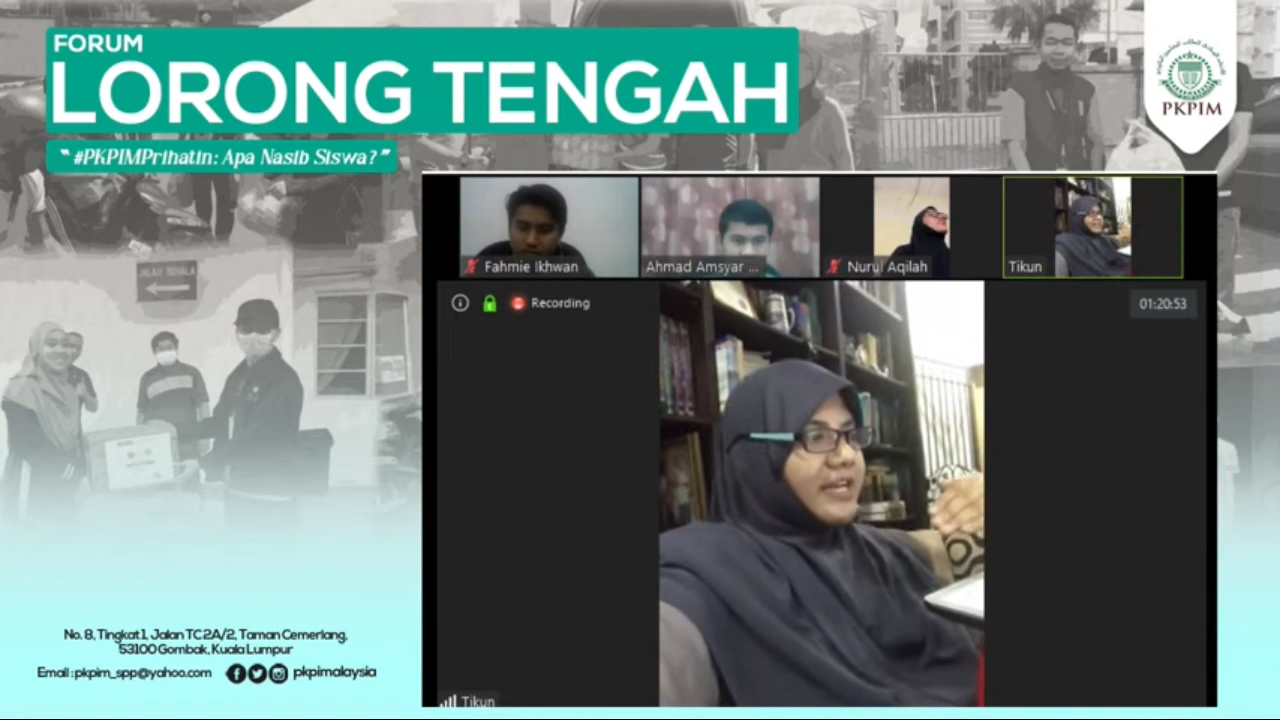 FORUM
LORONG TENGAH
" #PKPIMPrihatin: Apa Nasib Siswa? "
PKPIM
JALAN
Fahmie Ikhwan
Ahmad Amsyar ...
Nurul Aqilah
Tikun
Recording
01:20:53
Tikun
No. 8, Tingkat 1, Jalan TC 2A/2, Taman Cemerlang,
53100 Gombak, Kuala Lumpur
Email : pkpim_spp@yahoo.com
pkpimalaysia